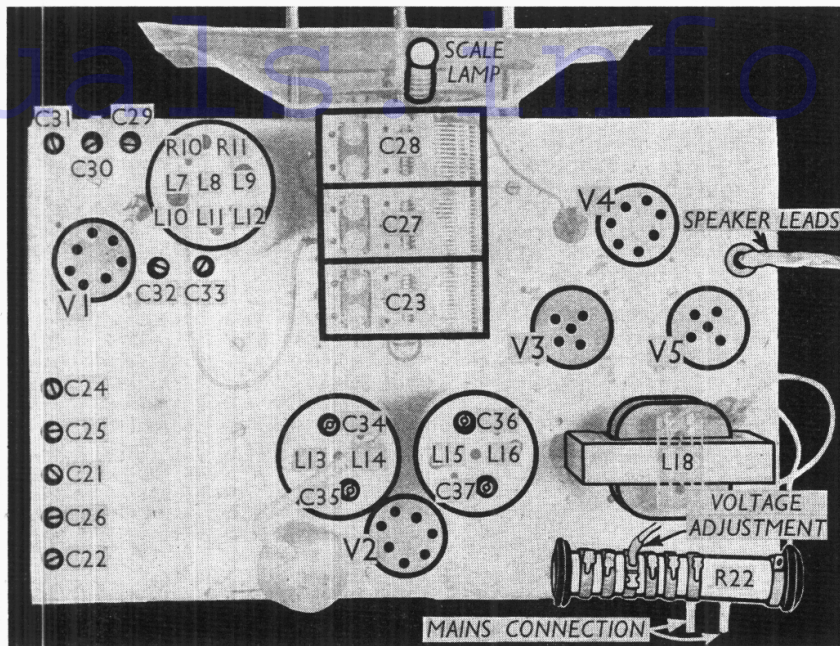 uals.info
SCALE
LAMP
C31 C30 C29
R10 R11
L7 L8 L9
L10 L11 L12
V1
C32 C33
C28
C27
C23
V4
SPEAKER LEADS
V3
V5
C24
C25
C21
C26
C22
C34
L13 L14
C35
C36
L15 L16
C37
V2
L18
VOLTAGE
ADJUSTMENT
R22
MAINS CONNECTION